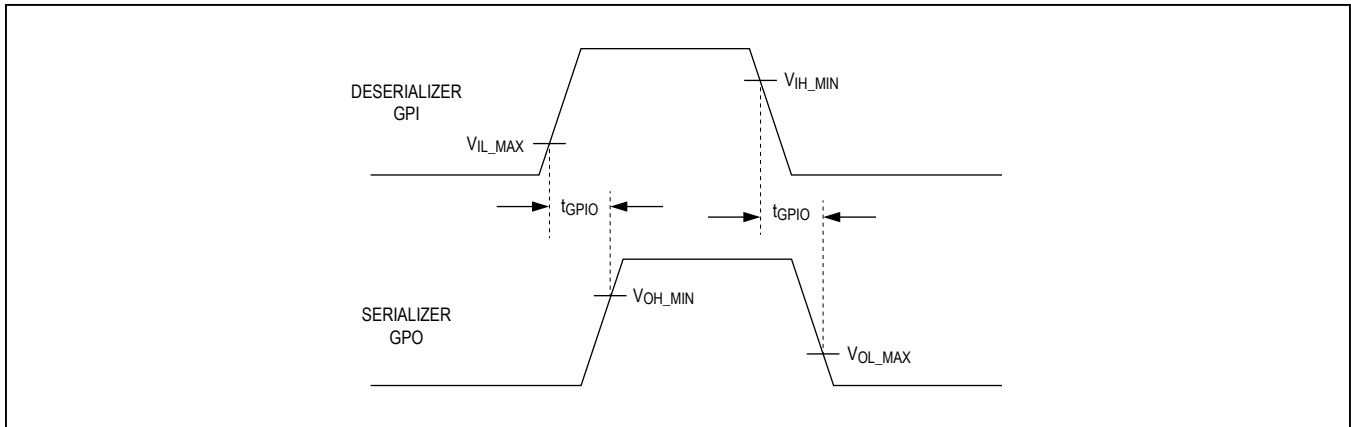 DESERIALIZER
GPI
VIH_MIN
VIL_MAX
tGPIO
tGPIO
SERIALIZER
GPO
VOH_MIN
VOL_MAX